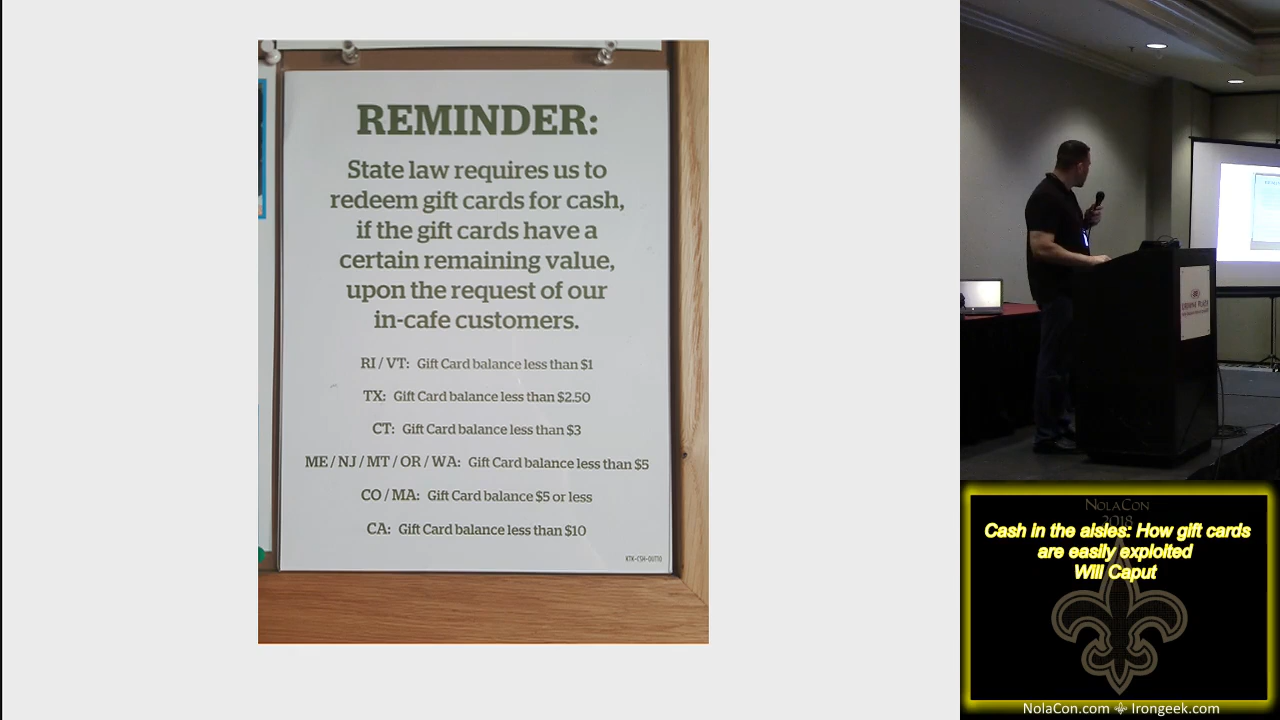 REMINDER:
State law requires us to
redeem gift cards for cash,
if the gift cards have a
certain remaining value,
upon the request of our
in-cafe customers.
RI / VT: Gift Card balance less than $1
TX: Gift Card balance less than $2.50
CT: Gift Card balance less than $3
ME / NJ / MT / OR / WA: Gift Card balance less than $5
CO / MA: Gift Card balance $5 or less
CA: Gift Card balance less than $10
CROWNE PLAZA
NOLACON
2018
Cash in the aisles: How gift cards
are easily exploited
Will Caput
NolaCon.com Irongeek.com